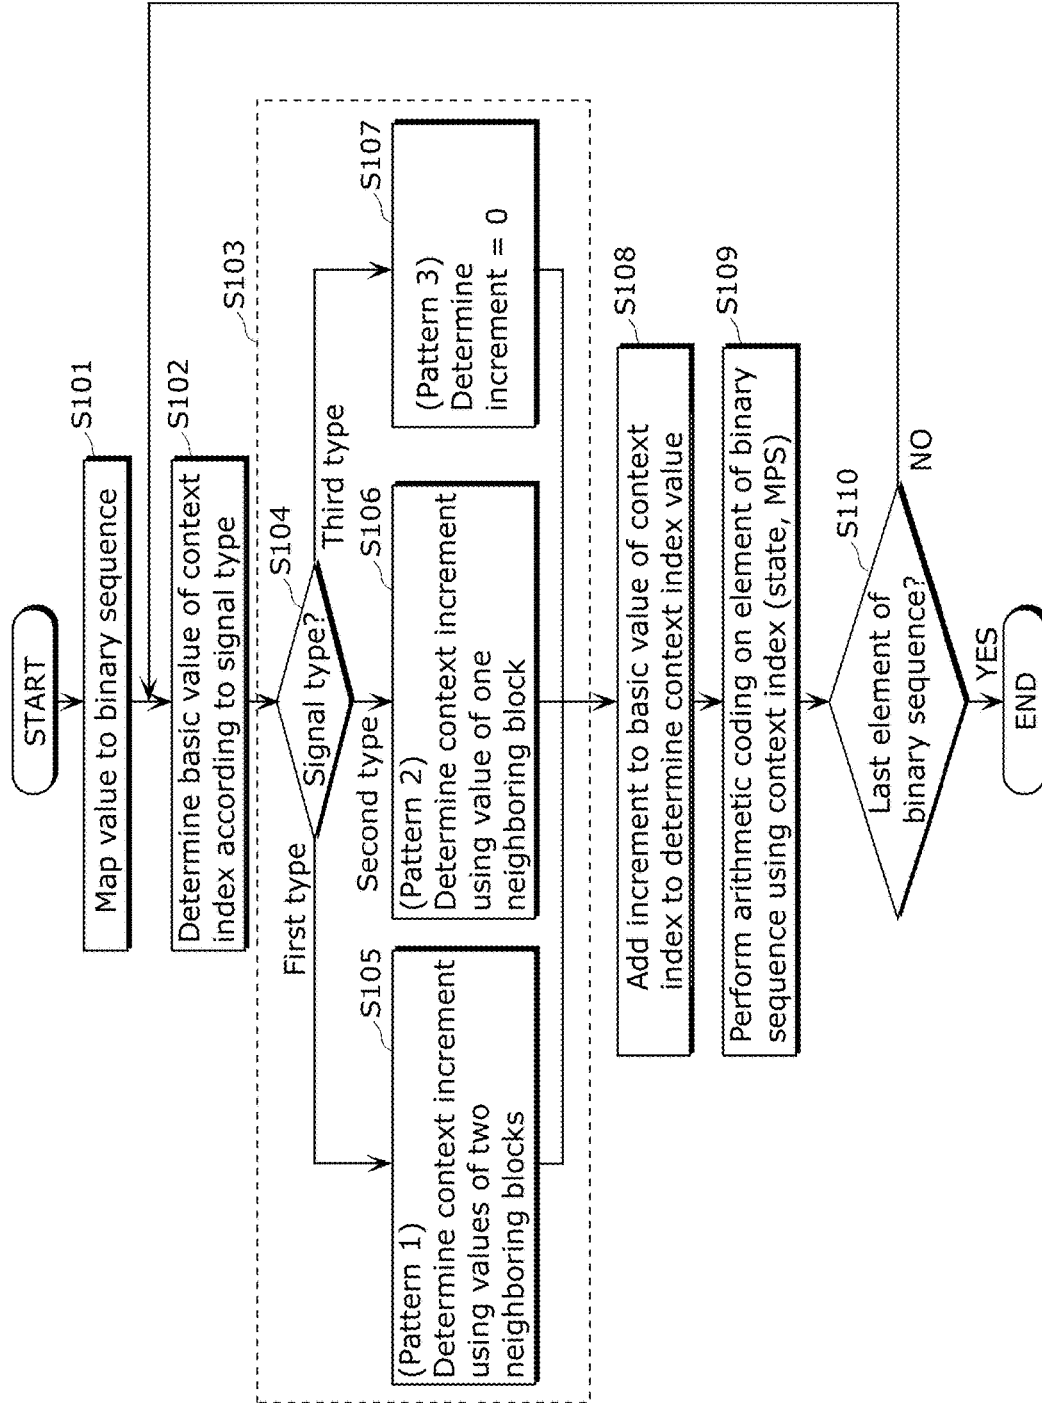 START
S101
Map value to binary sequence
S102
Determine basic value of context
index according to signal type
S103
S104
Signal type?
First type
Second type
Third type
S105
(Pattern 1)
Determine context increment
using values of two
neighboring blocks
S106
(Pattern 2)
Determine context increment
using value of one
neighboring block
S107
(Pattern 3)
Determine
increment = 0
S108
Add increment to basic value of context
index to determine context index value
S109
Perform arithmetic coding on element of binary
sequence using context index (state, MPS)
S110
Last element of
binary sequence?
NO
YES
END